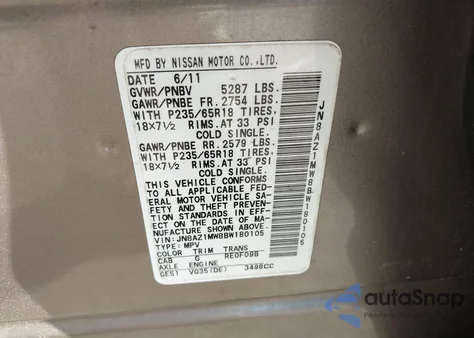 MFD BY NISSAN MOTOR CO.,LTD.
DATE 6/11
GVWR/PNBV 5287 LBS.
GAWR/PNBE FR. 2754 LBS.
WITH P235/65R18 TIRES.
18X7½ RIMS. AT 33 PSI
COLD SINGLE.
GAWR/PNBE RR. 2579 LBS.
WITH P235/65R18 TIRES.
18X7½ RIMS. AT 33 PSI
COLD SINGLE.
THIS VEHICLE CONFORMS
TO ALL APPLICABLE FED-
ERAL MOTOR VEHICLE SA-
FETY AND THEFT PREVEN-
TION STANDARDS IN EFF-
ECT ON THE DATE OF MA-
NUFACTURE SHOWN ABOVE.
VIN: JN8AZ1MW8BW180105
TYPE: MPV
COLOR TRIM TRANS
CAB G RE0F09B
AXLE ENGINE
GE51 VQ35(DE) 3498CC
JN8AZ1MW8BW180105
autoSnap